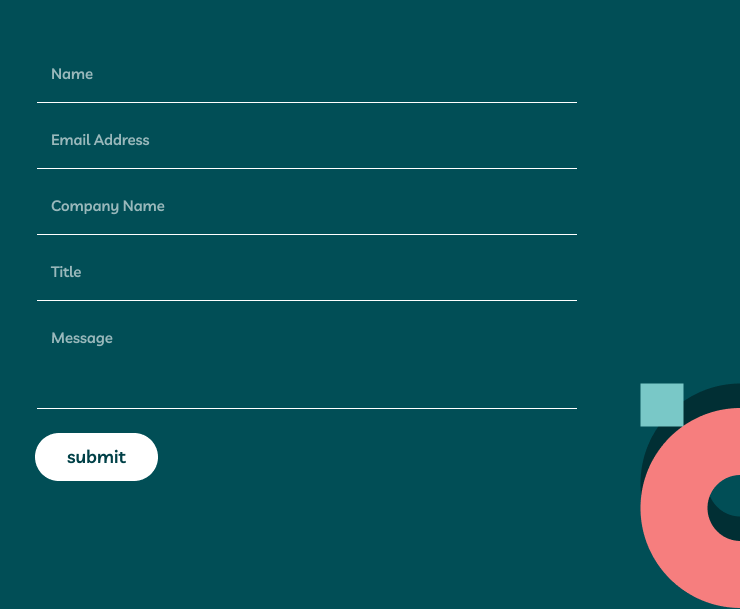 Name
Email Address
Company Name
Title
Message
submit